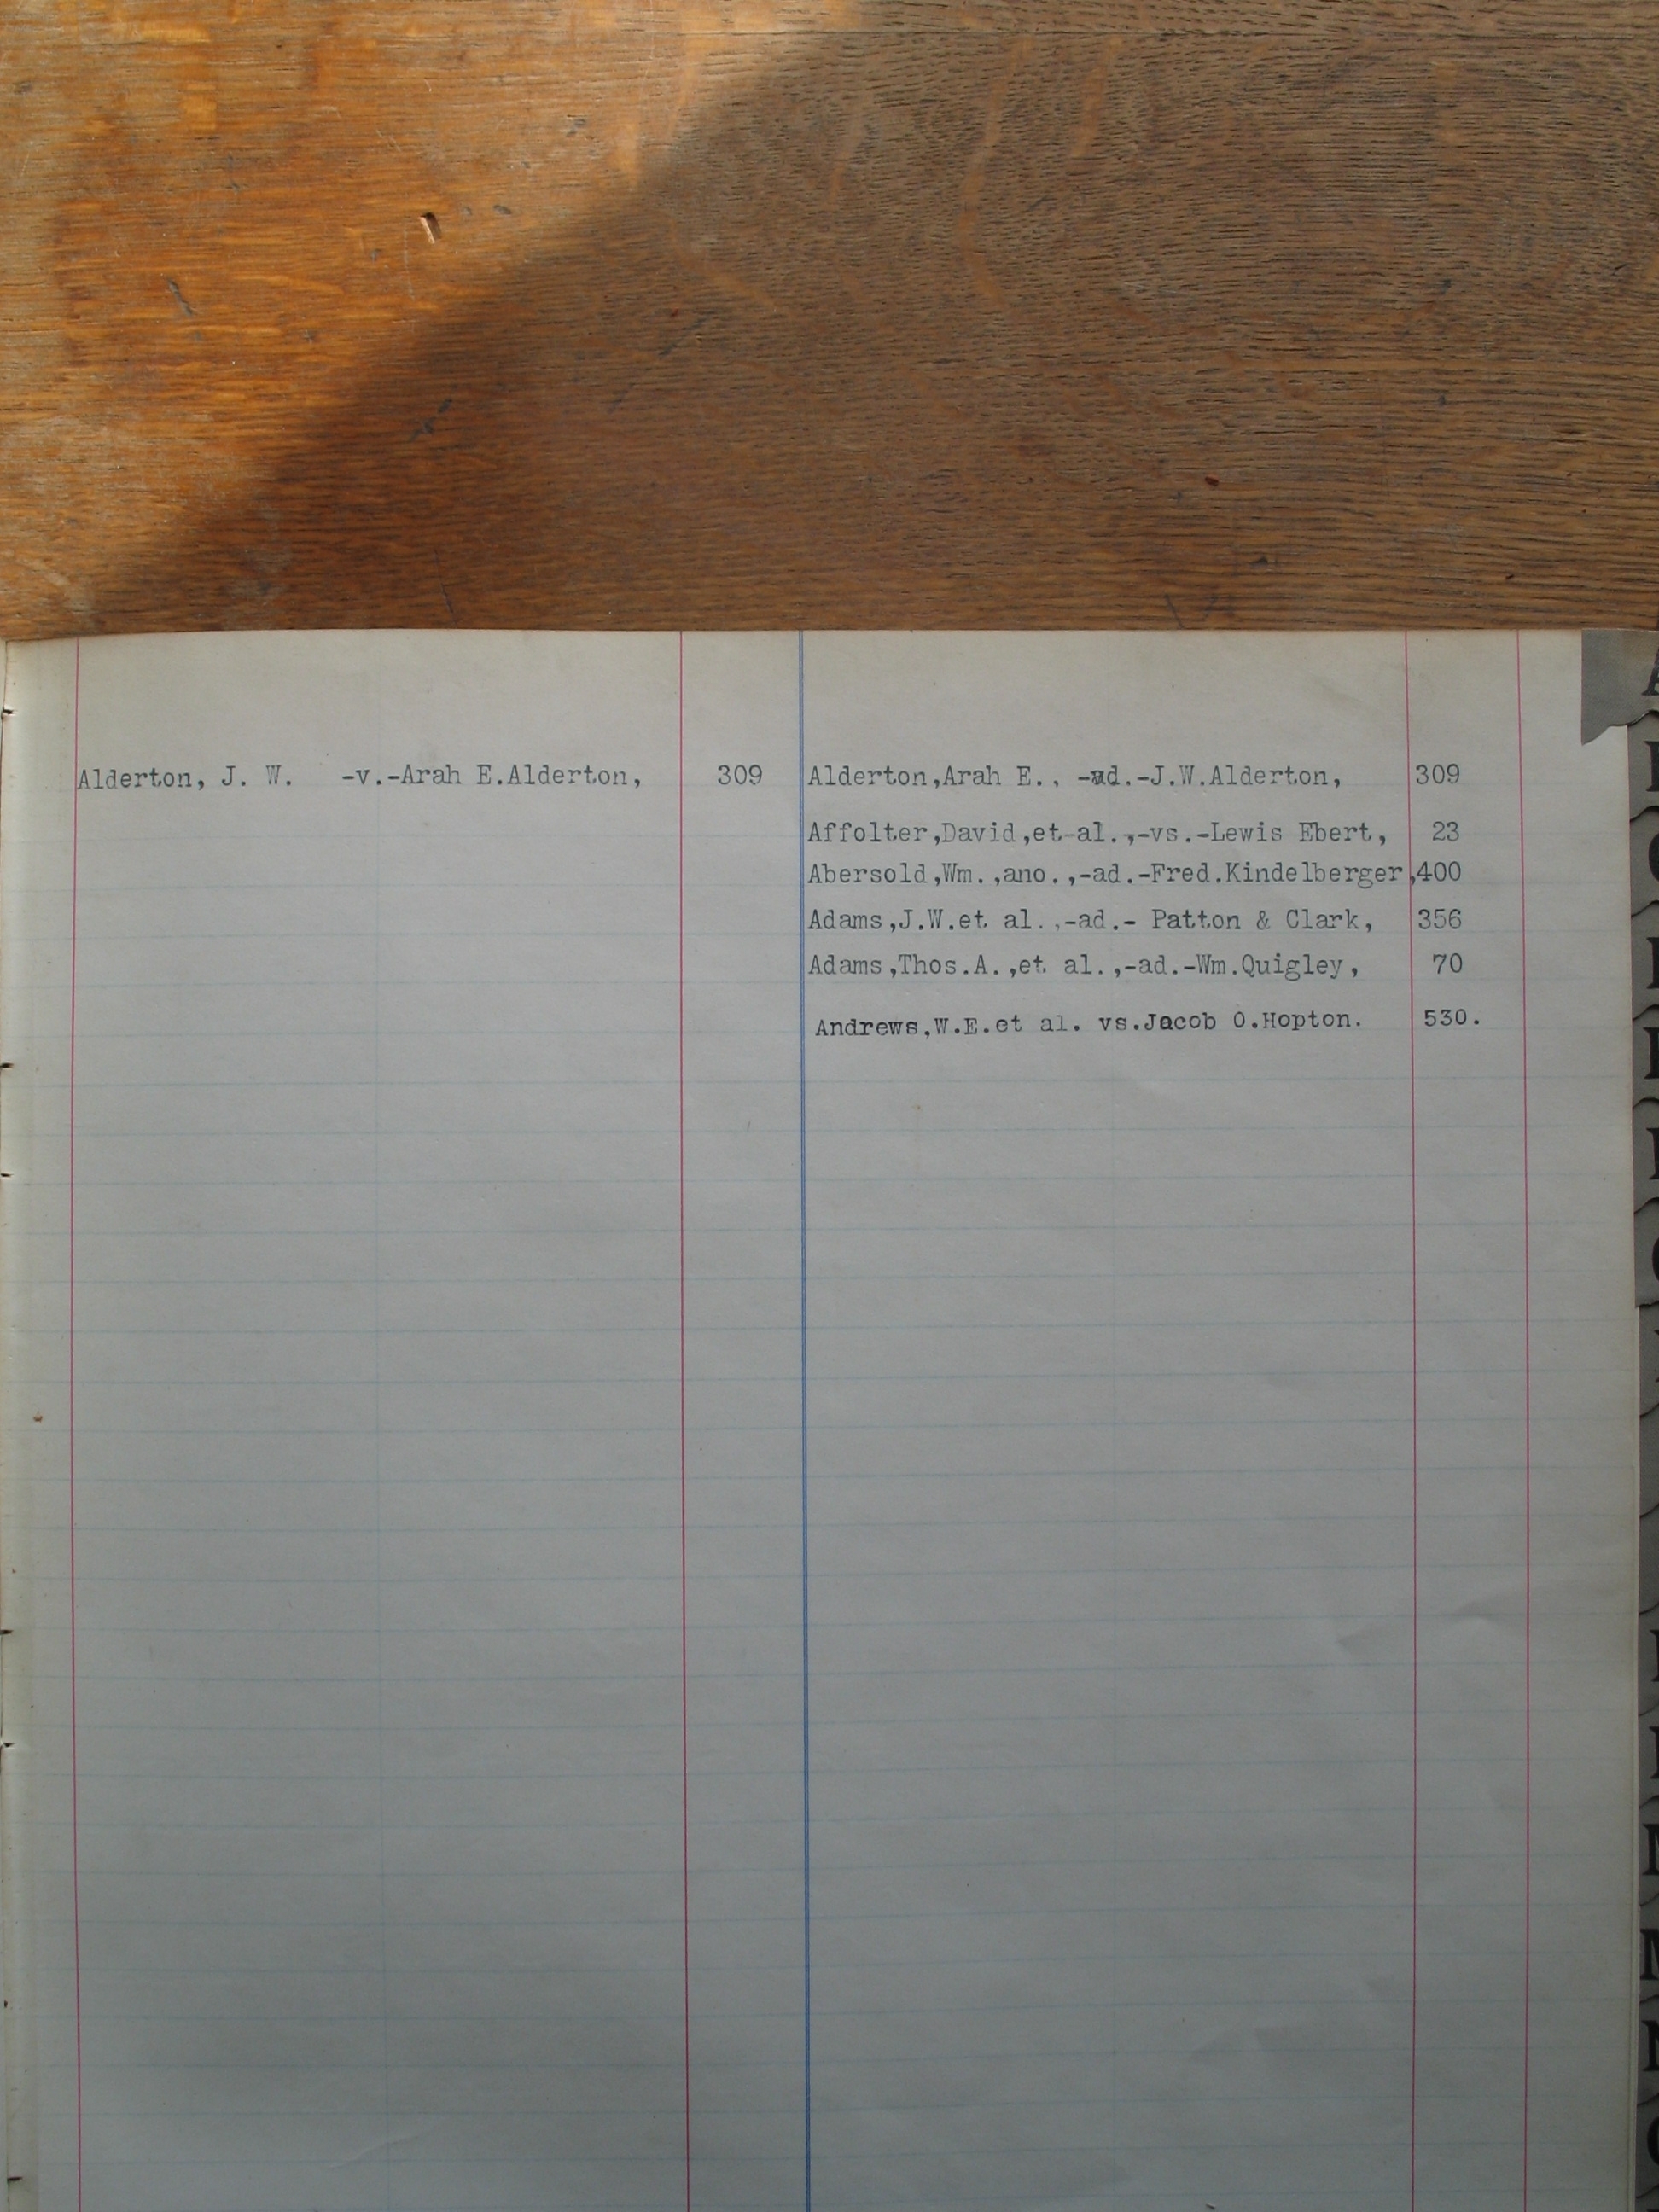 Alderton, J. W. -v.-Arah E.Alderton, 309
Alderton,Arah E., -ad.-J.W.Alderton, 309
Affolter,David,et al.,-vs.-Lewis Ebert, 23
Abersold,Wm.,ano.,-ad.-Fred.Kindelberger,400
Adams,J.W.et al.,-ad.- Patton & Clark, 356
Adams,Thos.A.,et al.,-ad.-Wm.Quigley, 70
Andrews,W.E.et al. vs.Jacob O.Hopton. 530.